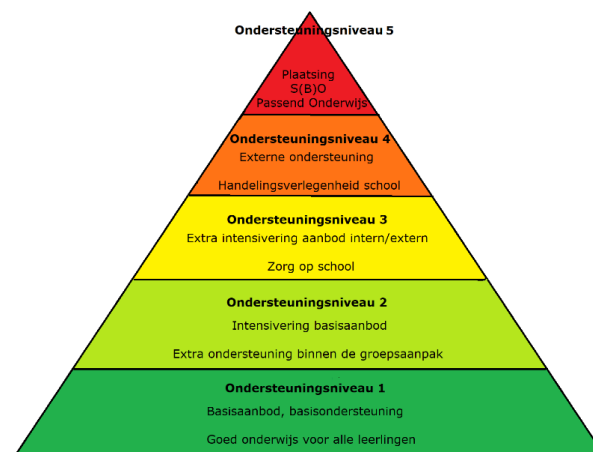 Ondersteuningsniveau 5
Plaatsing
S(B)O
Passend Onderwijs
Ondersteuningsniveau 4
Externe ondersteuning
Handelingsverlegenheid school
Ondersteuningsniveau 3
Extra intensivering aanbod intern/extern
Zorg op school
Ondersteuningsniveau 2
Intensivering basisaanbod
Extra ondersteuning binnen de groepsaanpak
Ondersteuningsniveau 1
Basisaanbod, basisondersteuning
Goed onderwijs voor alle leerlingen